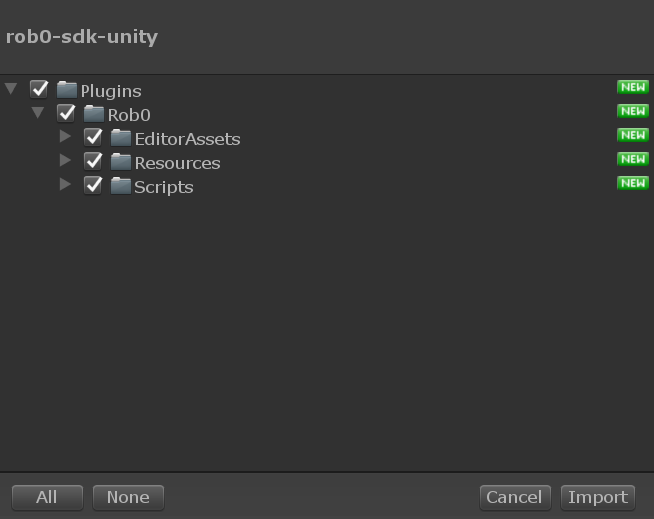 rob0-sdk-unity
Plugins NEW
Rob0 NEW
EditorAssets NEW
Resources NEW
Scripts NEW
All None Cancel Import